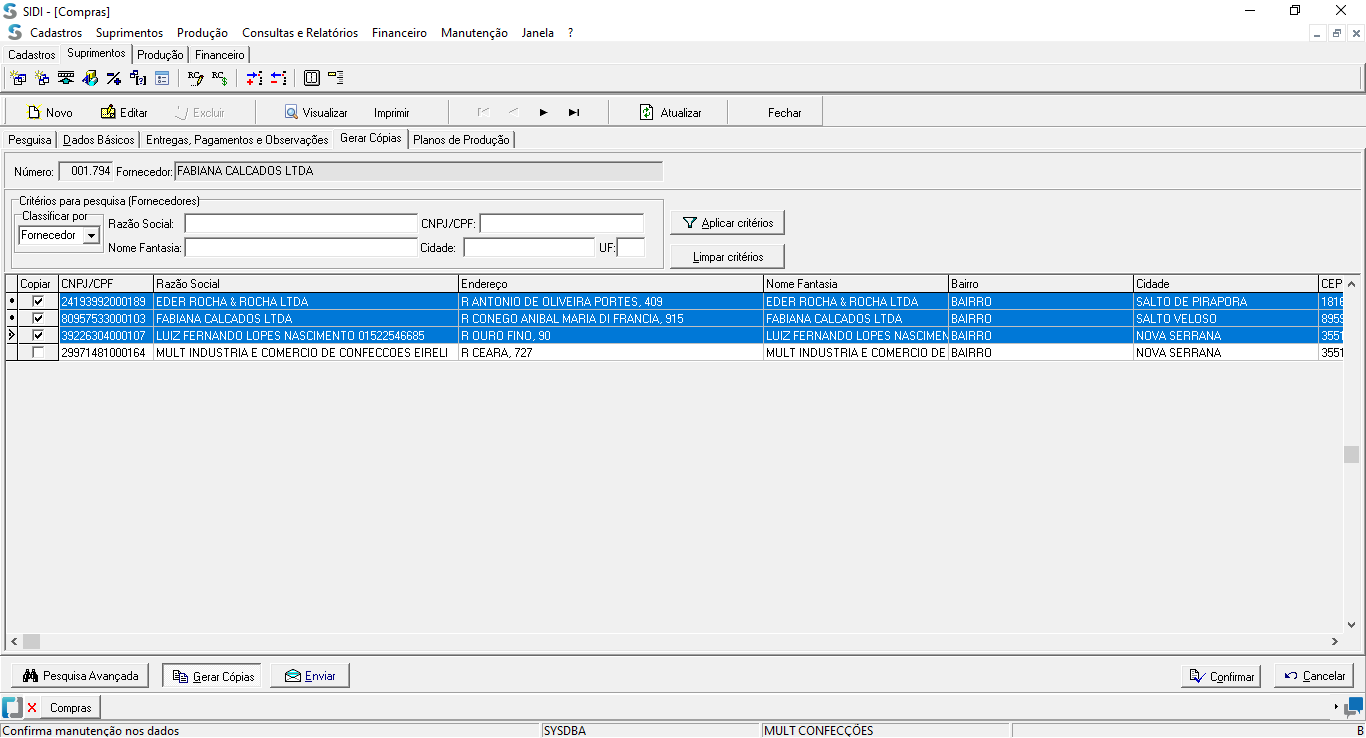 SIDI - [Compras]
Cadastros Suprimentos Produção Consultas e Relatórios Financeiro Manutenção Janela ?
Cadastros Suprimentos Produção Financeiro
Novo Editar Excluir Visualizar Imprimir Atualizar Fechar
Pesquisa Dados Básicos Entregas, Pagamentos e Observações Gerar Cópias Planos de Produção
Número: 001.794 Fornecedor: FABIANA CALCADOS LTDA
Critérios para pesquisa (Fornecedores)
Classificar por
Razão Social: CNPJ/CPF: Aplicar critérios
Fornecedor
Nome Fantasia: Cidade: UF:
Limpar critérios
Copiar CNPJ/CPF Razão Social Endereço Nome Fantasia Bairro Cidade CEP
24193992000189 EDER ROCHA & ROCHA LTDA R ANTONIO DE OLIVEIRA PORTES, 409 EDER ROCHA & ROCHA LTDA BAIRRO SALTO DE PIRAPORA 1816
80957533000103 FABIANA CALCADOS LTDA R CONEGO ANIBAL MARIA DI FRANCIA, 915 FABIANA CALCADOS LTDA BAIRRO SALTO VELOSO 8959
39226304000107 LUIZ FERNANDO LOPES NASCIMENTO 01522546685 R OURO FINO, 90 LUIZ FERNANDO LOPES NASCIMEN BAIRRO NOVA SERRANA 3551
29971481000164 MULT INDUSTRIA E COMERCIO DE CONFECCOES EIRELI R CEARA, 727 MULT INDUSTRIA E COMERCIO DE BAIRRO NOVA SERRANA 3551
Pesquisa Avançada Gerar Cópias Enviar Confirmar Cancelar
Compras
Confirma manutenção nos dados SYSDBA MULT CONFECÇÕES B